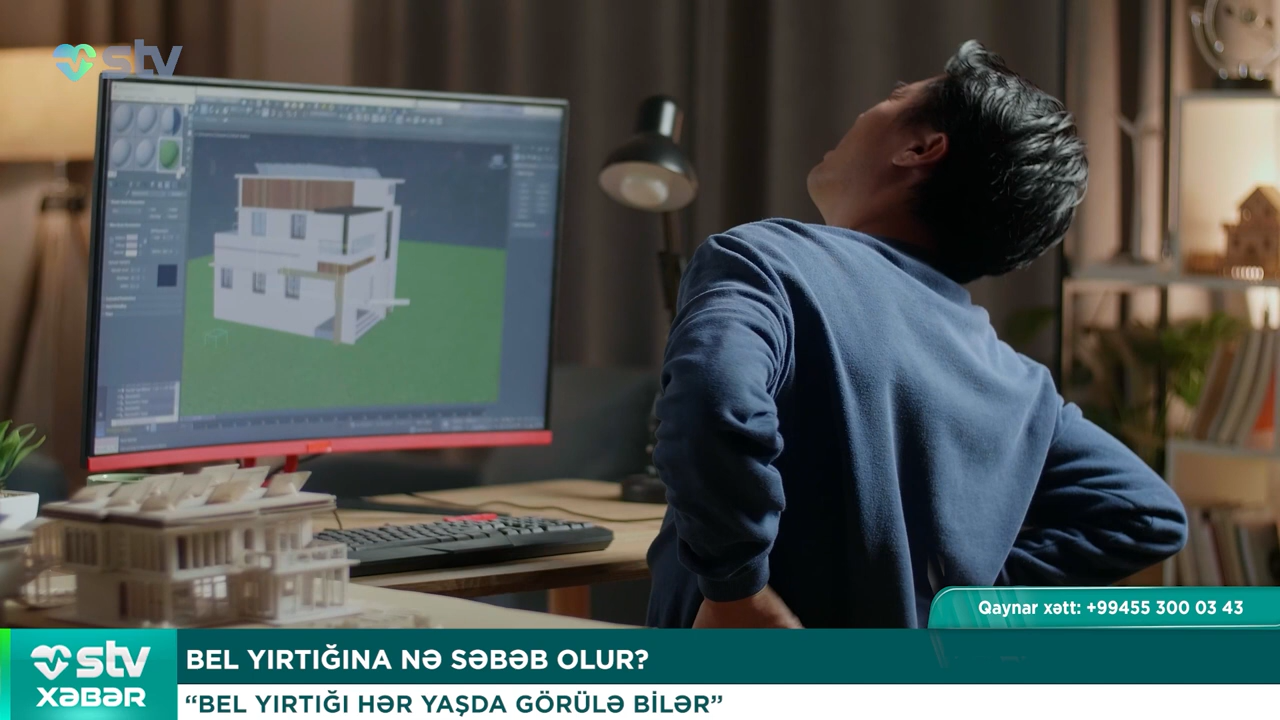 stv
Qaynar xətt: +99455 300 03 43
stv
XƏBƏR
BEL YIRTIĞINA NƏ SƏBƏB OLUR?
“BEL YIRTIĞI HƏR YAŞDA GÖRÜLƏ BİLƏR”